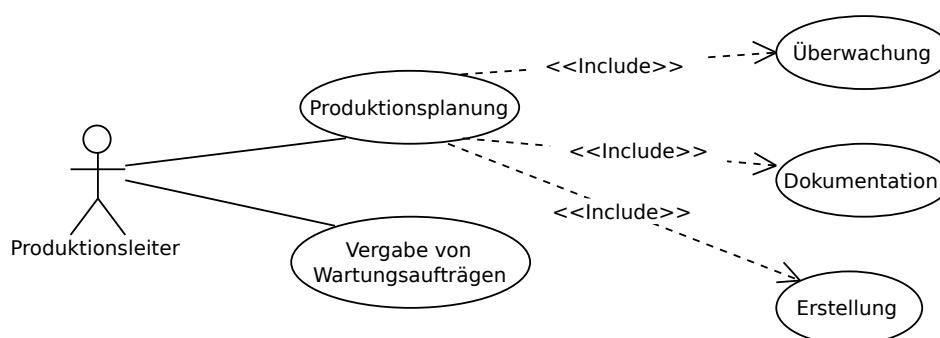 Überwachung
<<Include>>
Produktionsplanung
<<Include>>
Dokumentation
<<Include>>
Produktionsleiter
Vergabe von
Wartungsaufträgen
Erstellung